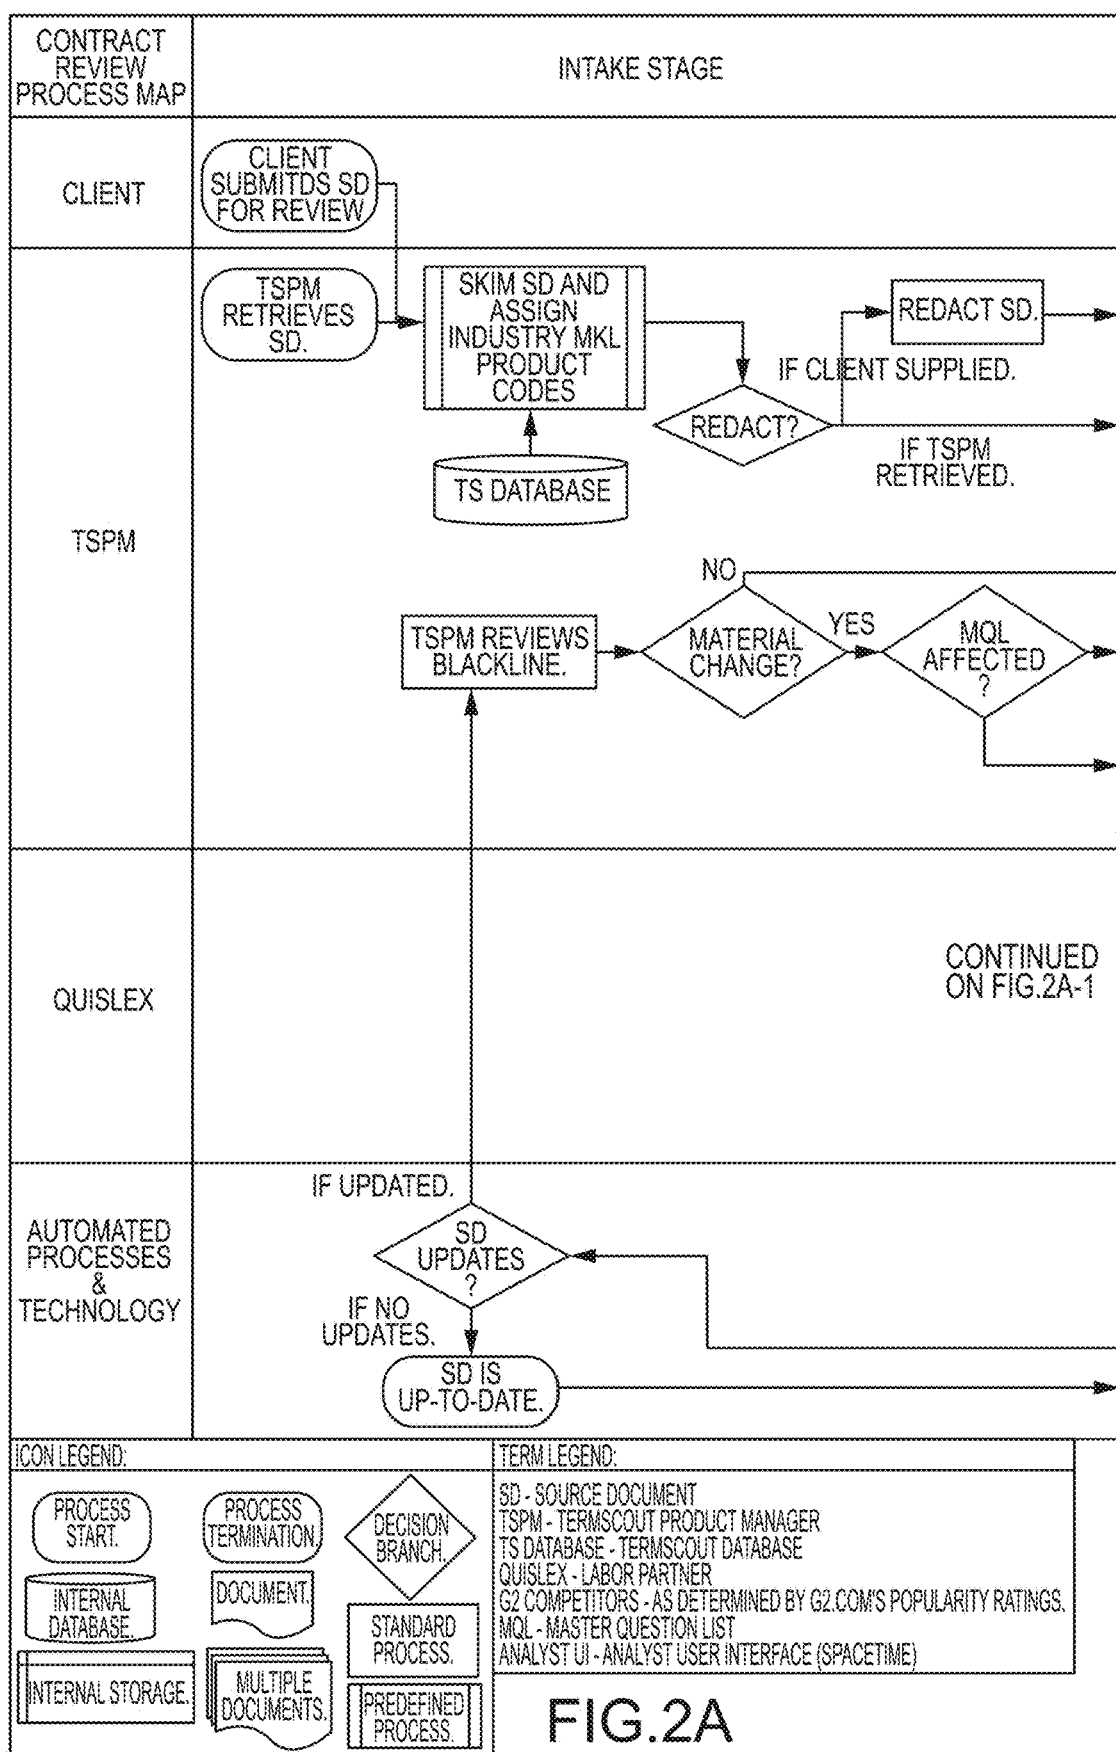 CONTRACT
REVIEW
PROCESS MAP
INTAKE STAGE
CLIENT
CLIENT
SUBMITDS SD
FOR REVIEW
TSPM
TSPM
RETRIEVES
SD.
SKIM SD AND
ASSIGN
INDUSTRY MKL
PRODUCT
CODES
TS DATABASE
REDACT?
REDACT SD.
IF CLIENT SUPPLIED.
IF TSPM
RETRIEVED.
TSPM REVIEWS
BLACKLINE.
MATERIAL
CHANGE?
NO
YES
MQL
AFFECTED
?
QUISLEX
CONTINUED
ON FIG.2A-1
AUTOMATED
PROCESSES
&
TECHNOLOGY
IF UPDATED.
SD
UPDATES
?
IF NO
UPDATES.
SD IS
UP-TO-DATE.
ICON LEGEND:
PROCESS
START.
PROCESS
TERMINATION.
DECISION
BRANCH.
INTERNAL
DATABASE.
DOCUMENT.
STANDARD
PROCESS.
INTERNAL STORAGE.
MULTIPLE
DOCUMENTS.
PREDEFINED
PROCESS.
TERM LEGEND:
SD - SOURCE DOCUMENT
TSPM - TERMSCOUT PRODUCT MANAGER
TS DATABASE - TERMSCOUT DATABASE
QUISLEX - LABOR PARTNER
G2 COMPETITORS - AS DETERMINED BY G2.COM'S POPULARITY RATINGS.
MQL - MASTER QUESTION LIST
ANALYST UI - ANALYST USER INTERFACE (SPACETIME)
FIG.2A